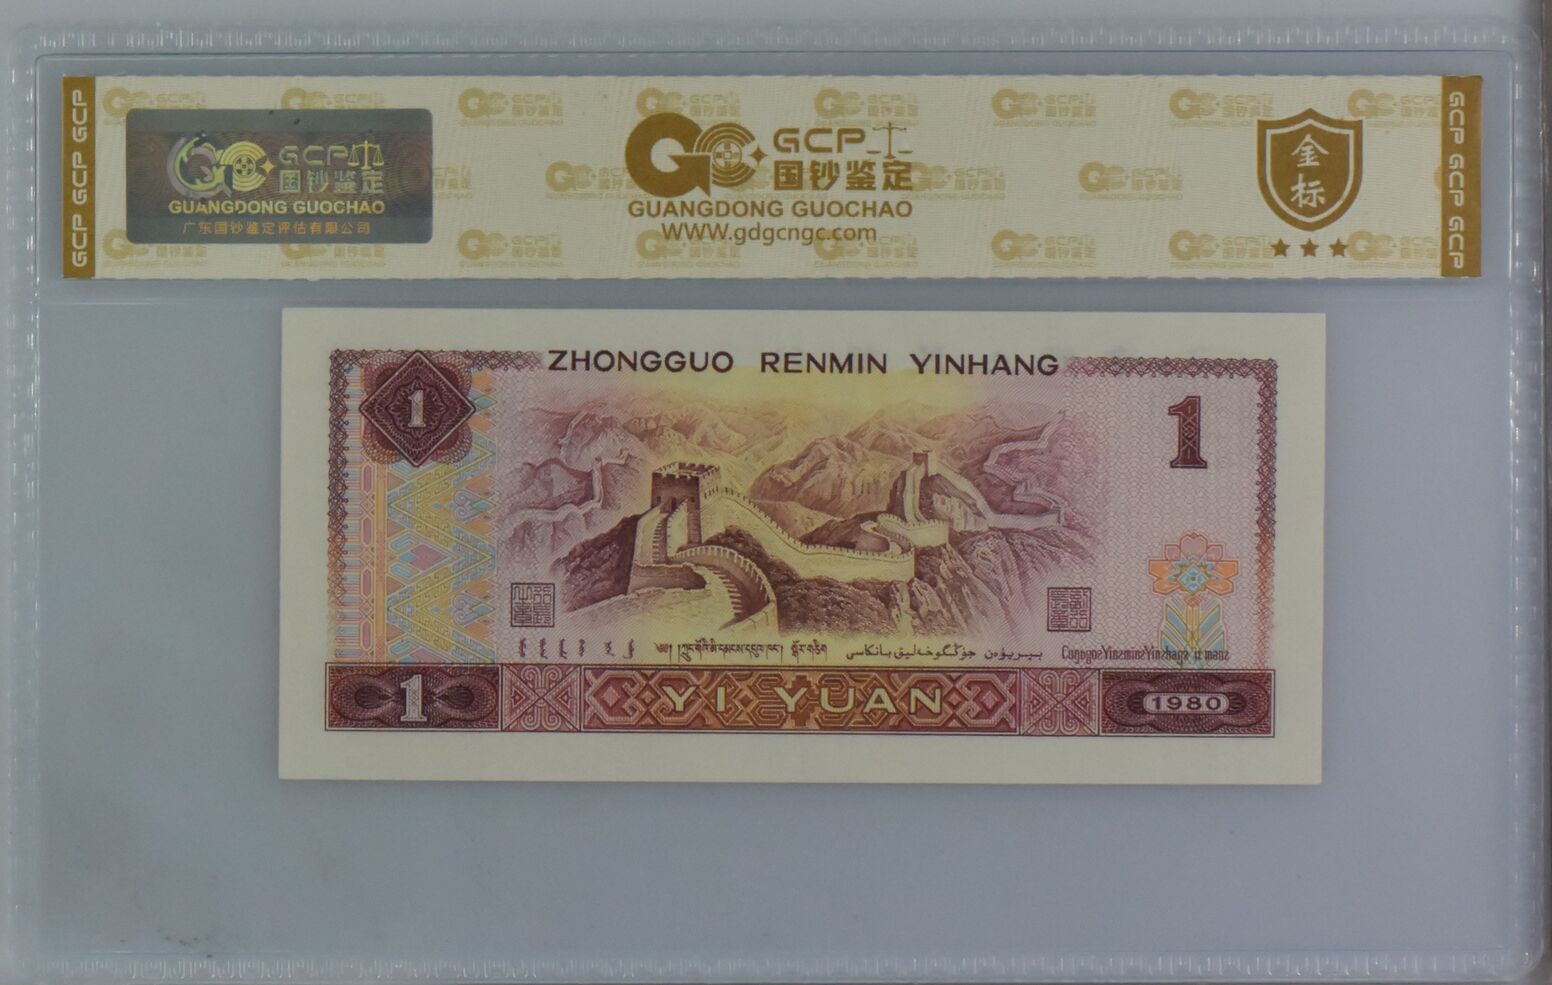 GCP GCP GCP
GCP
国钞鉴定
GUANGDONG GUOCHAO
广东国钞鉴定评估有限公司
GCP
国钞鉴定
GUANGDONG GUOCHAO
WWW.gdgcngc.com
金
标
GCP GCP GCP
ZHONGGUO RENMIN YINHANG
1
1
1
YI YUAN
1980